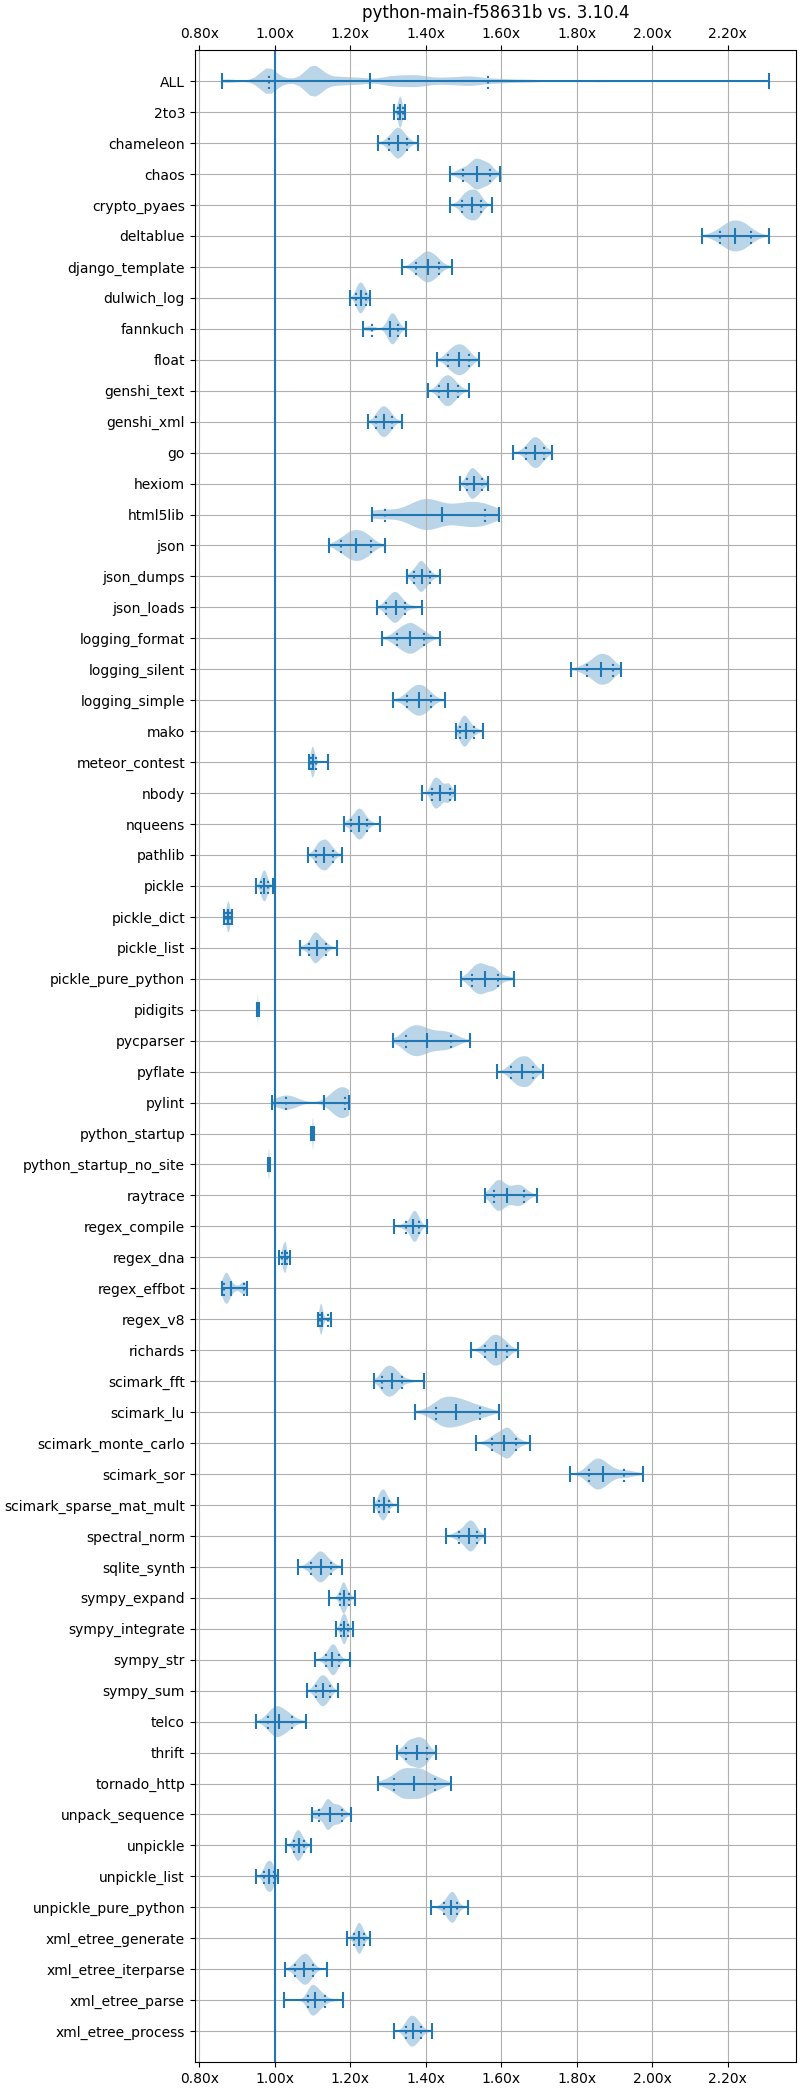 python-main-f58631b vs. 3.10.4
0.80x 1.00x 1.20x 1.40x 1.60x 1.80x 2.00x 2.20x
ALL
2to3
chameleon
chaos
crypto_pyaes
deltablue
django_template
dulwich_log
fannkuch
float
genshi_text
genshi_xml
go
hexiom
html5lib
json
json_dumps
json_loads
logging_format
logging_silent
logging_simple
mako
meteor_contest
nbody
nqueens
pathlib
pickle
pickle_dict
pickle_list
pickle_pure_python
pidigits
pycparser
pyflate
pylint
python_startup
python_startup_no_site
raytrace
regex_compile
regex_dna
regex_effbot
regex_v8
richards
scimark_fft
scimark_lu
scimark_monte_carlo
scimark_sor
scimark_sparse_mat_mult
spectral_norm
sqlite_synth
sympy_expand
sympy_integrate
sympy_str
sympy_sum
telco
thrift
tornado_http
unpack_sequence
unpickle
unpickle_list
unpickle_pure_python
xml_etree_generate
xml_etree_iterparse
xml_etree_parse
xml_etree_process
0.80x 1.00x 1.20x 1.40x 1.60x 1.80x 2.00x 2.20x